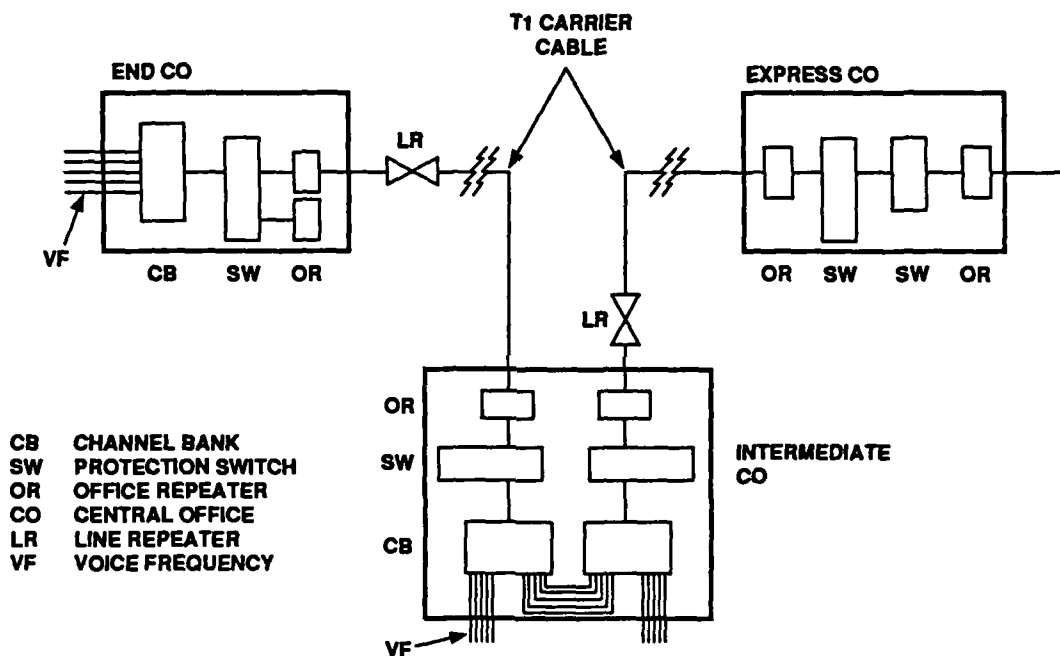 T1 CARRIER
CABLE
END CO
EXPRESS CO
LR
VF
CB SW OR
OR SW SW OR
LR
OR
SW
INTERMEDIATE
CO
CB
VF
CB CHANNEL BANK
SW PROTECTION SWITCH
OR OFFICE REPEATER
CO CENTRAL OFFICE
LR LINE REPEATER
VF VOICE FREQUENCY